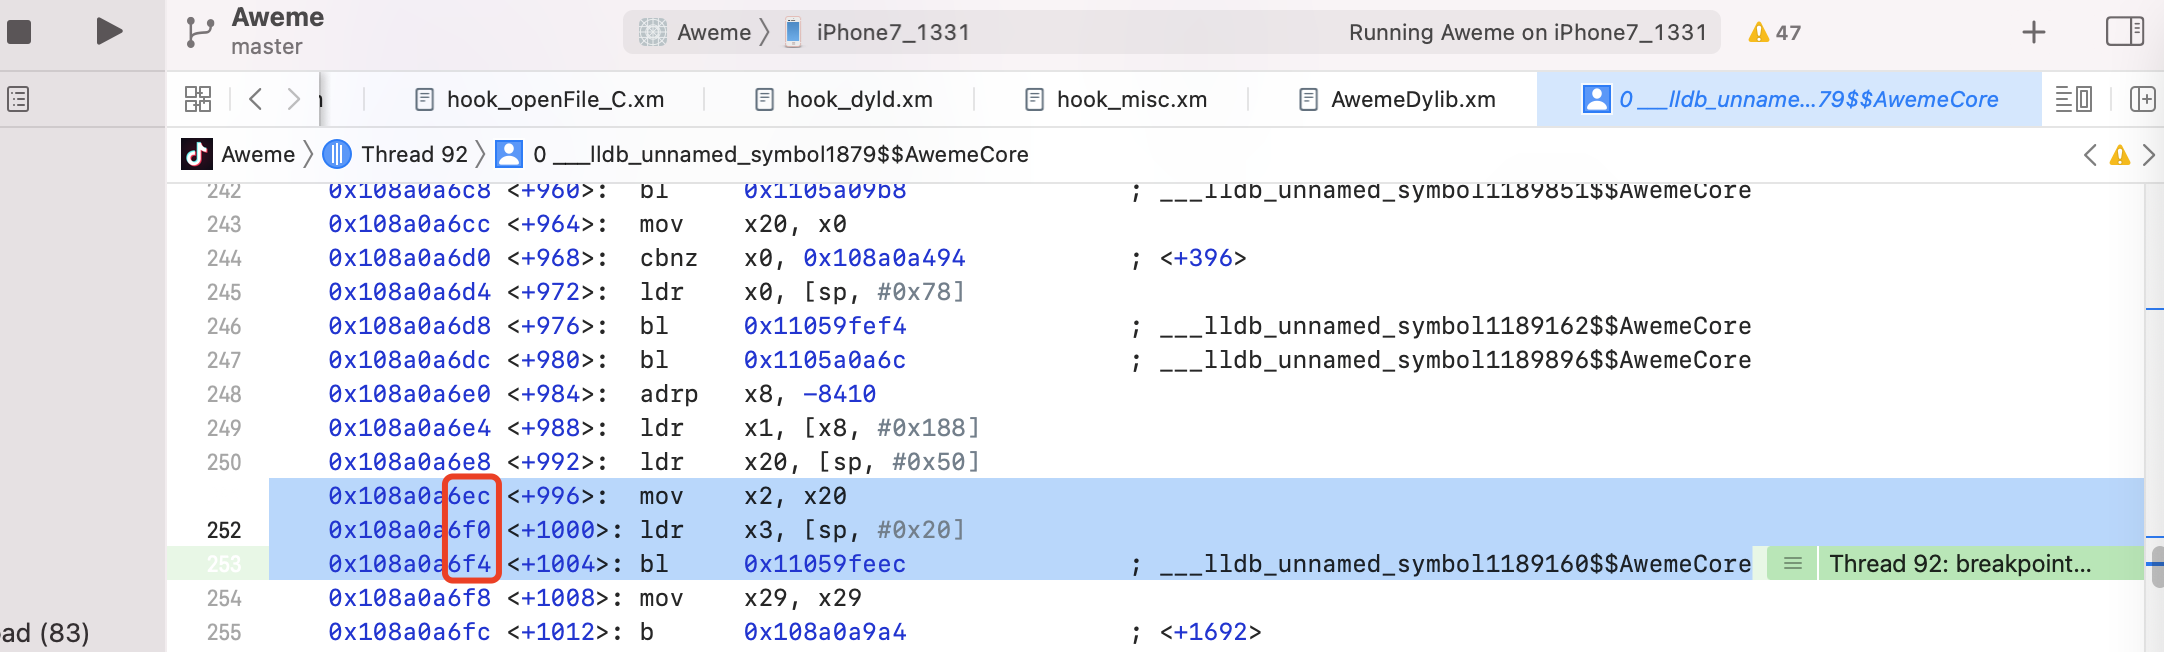 Aweme
master
Aweme iPhone7_1331 Running Aweme on iPhone7_1331 47
hook_openFile_C.xm hook_dyld.xm hook_misc.xm AwemeDylib.xm 0 ___lldb_unname...79$$AwemeCore
Aweme Thread 92 0 ___lldb_unnamed_symbol1879$$AwemeCore
242 0x108a0a6c8 <+960>: bl 0x1105a09b8 ; ___lldb_unnamed_symbol1189851$$AwemeCore
243 0x108a0a6cc <+964>: mov x20, x0
244 0x108a0a6d0 <+968>: cbnz x0, 0x108a0a494 ; <+396>
245 0x108a0a6d4 <+972>: ldr x0, [sp, #0x78]
246 0x108a0a6d8 <+976>: bl 0x11059fef4 ; ___lldb_unnamed_symbol1189162$$AwemeCore
247 0x108a0a6dc <+980>: bl 0x1105a0a6c ; ___lldb_unnamed_symbol1189896$$AwemeCore
248 0x108a0a6e0 <+984>: adrp x8, -8410
249 0x108a0a6e4 <+988>: ldr x1, [x8, #0x188]
250 0x108a0a6e8 <+992>: ldr x20, [sp, #0x50]
0x108a0a6ec <+996>: mov x2, x20
252 0x108a0a6f0 <+1000>: ldr x3, [sp, #0x20]
253 0x108a0a6f4 <+1004>: bl 0x11059feec ; ___lldb_unnamed_symbol1189160$$AwemeCore Thread 92: breakpoint...
254 0x108a0a6f8 <+1008>: mov x29, x29
255 0x108a0a6fc <+1012>: b 0x108a0a9a4 ; <+1692>
ad (83)